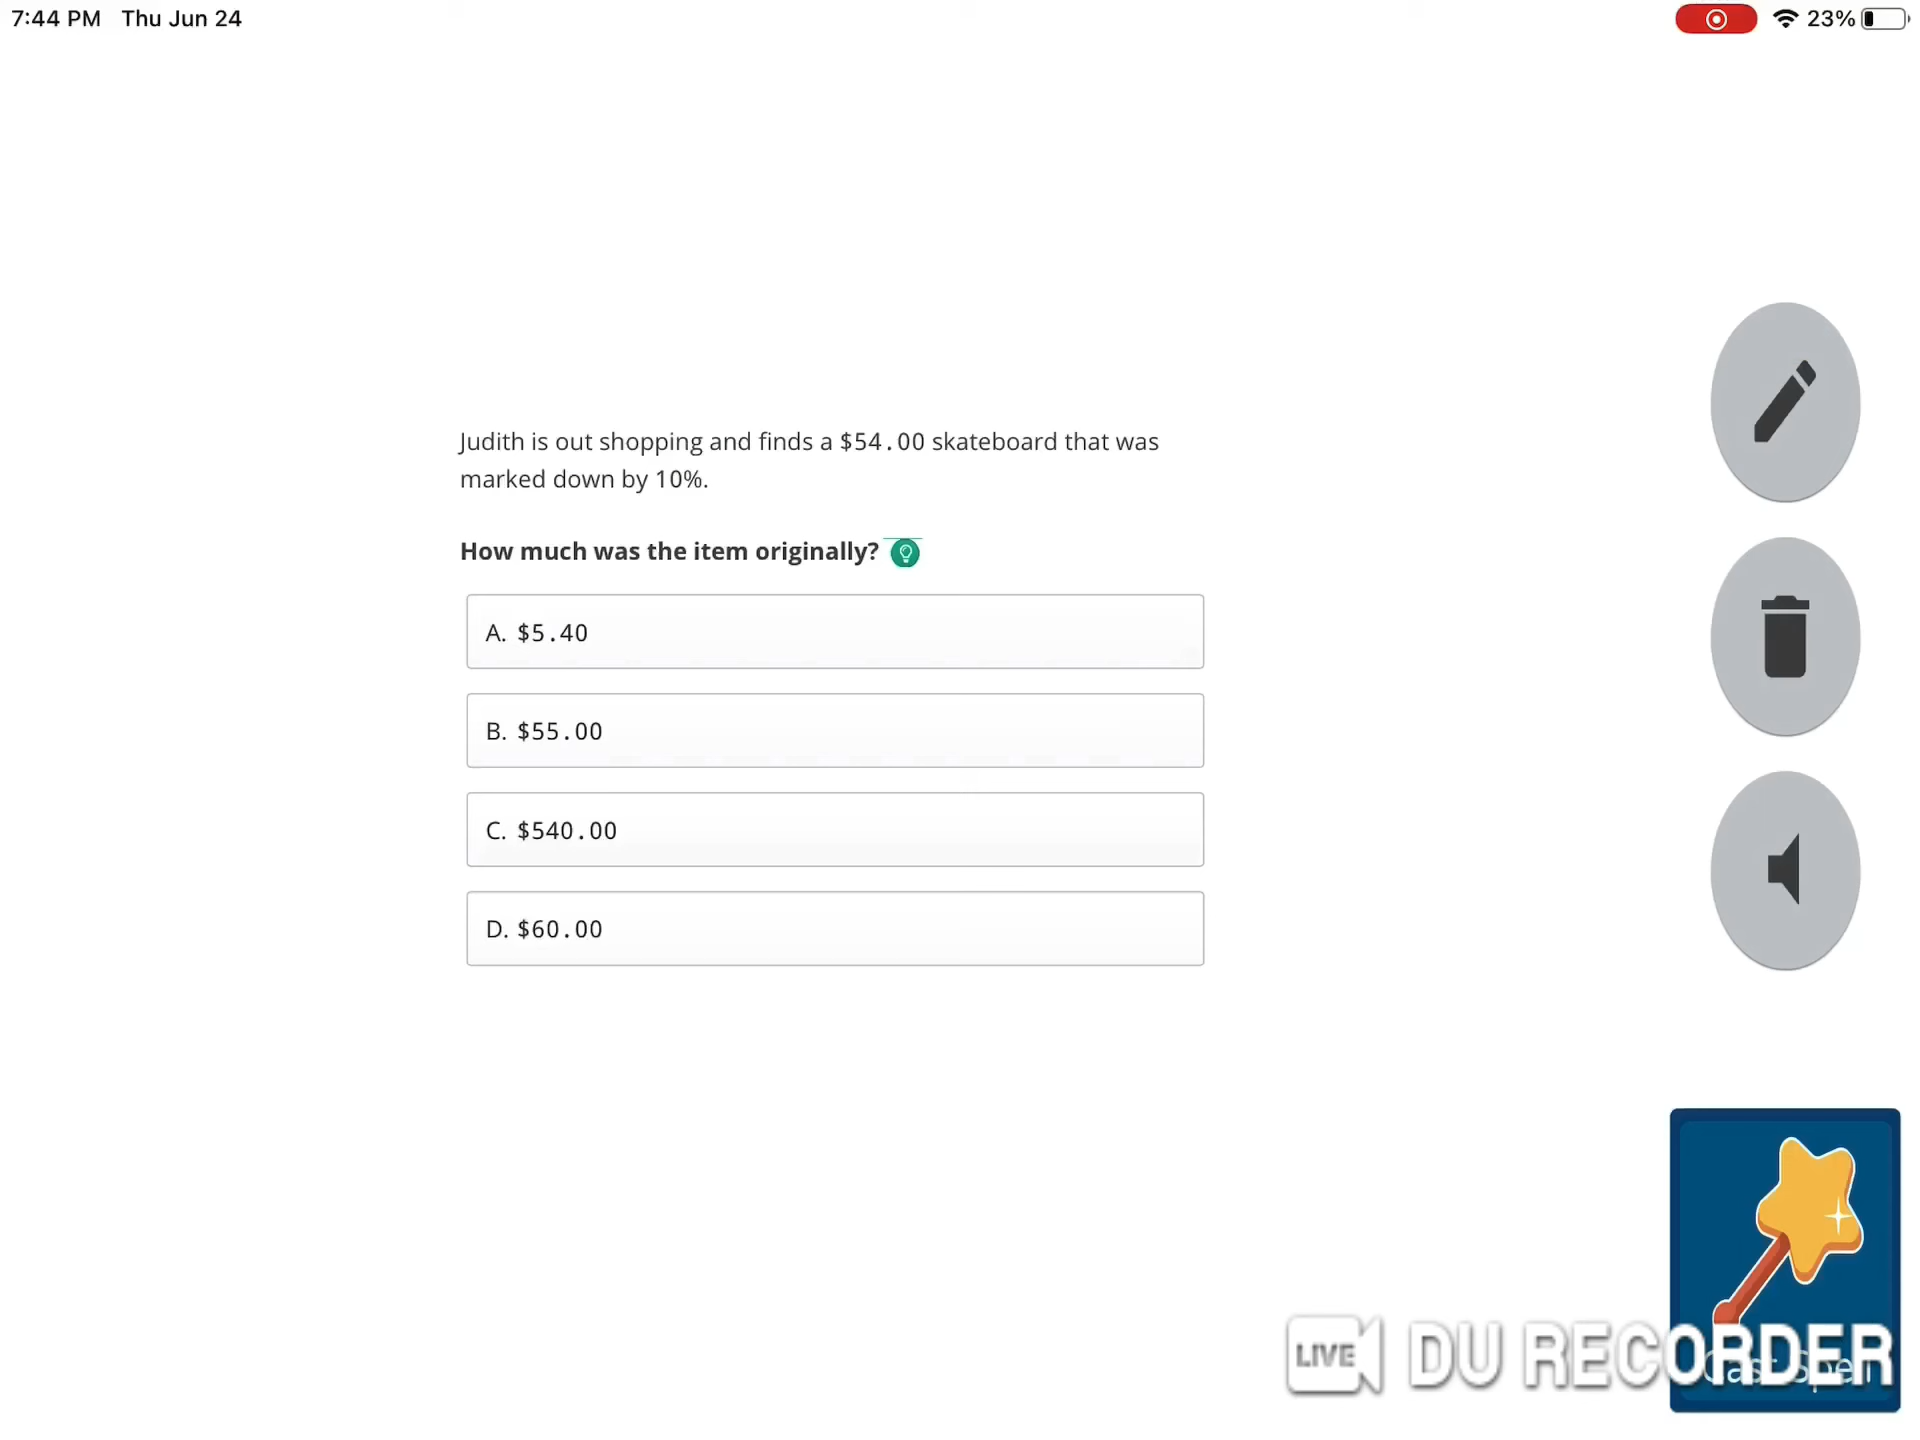 7:44 PM Thu Jun 24
23%
Judith is out shopping and finds a $54.00 skateboard that was
marked down by 10%.
How much was the item originally?
A. $5.40
B. $55.00
C. $540.00
D. $60.00
LIVE DU RECORDER